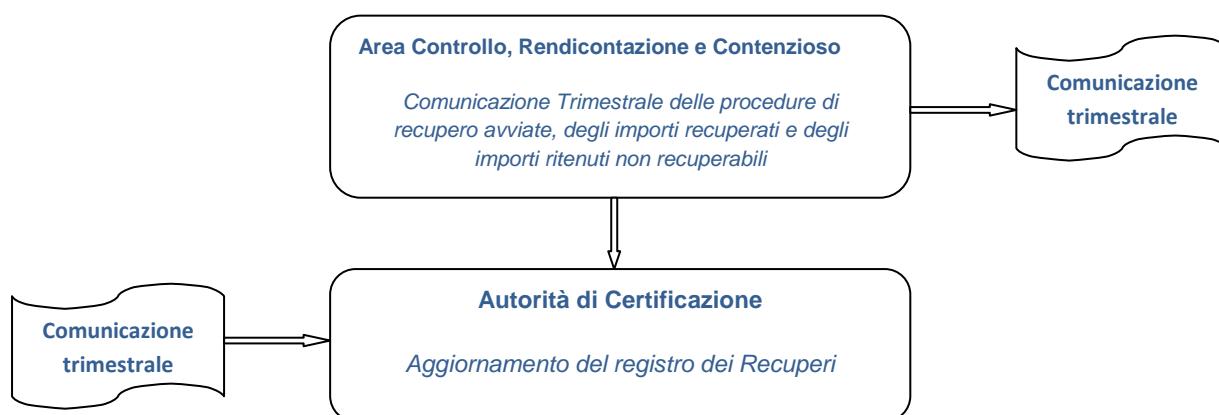 Area Controllo, Rendicontazione e Contenzioso
Comunicazione Trimestrale delle procedure di
recupero avviate, degli importi recuperati e degli
importi ritenuti non recuperabili
Comunicazione
trimestrale
Autorità di Certificazione
Aggiornamento del registro dei Recuperi
Comunicazione
trimestrale